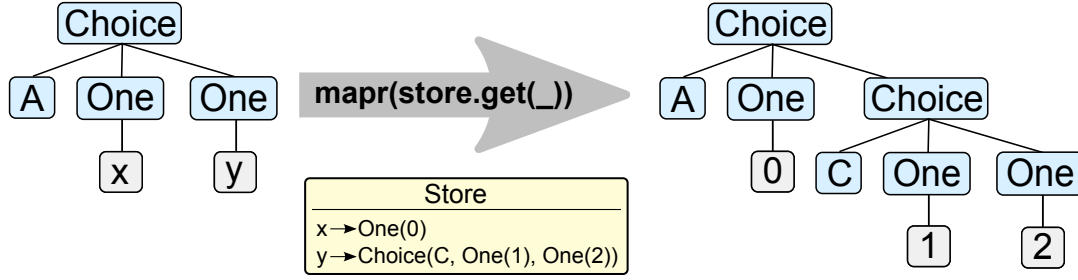 Choice
A One One
x y
mapr(store.get(_))
Store
x→One(0)
y→Choice(C, One(1), One(2))
Choice
A One Choice
0 C One One
1 2